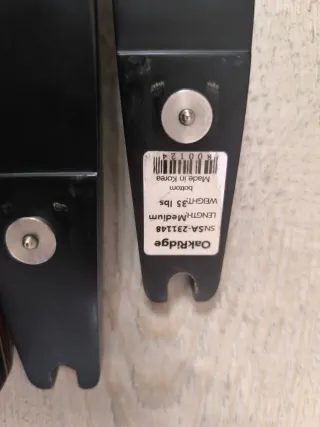 OakRidge
SNSA-231148
LENGTH:Medium
WEIGHT:35 lbs
bottom
Made in Korea